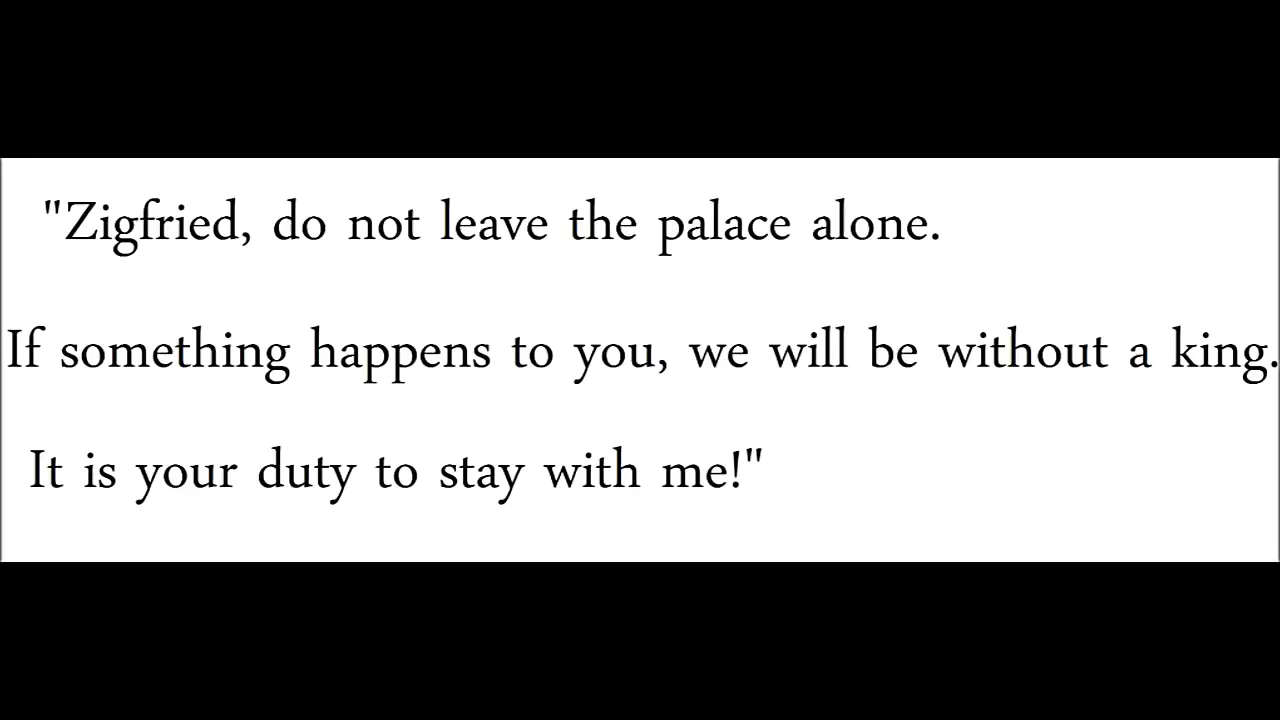 "Zigfried, do not leave the palace alone.
If something happens to you, we will be without a king.
It is your duty to stay with me!"